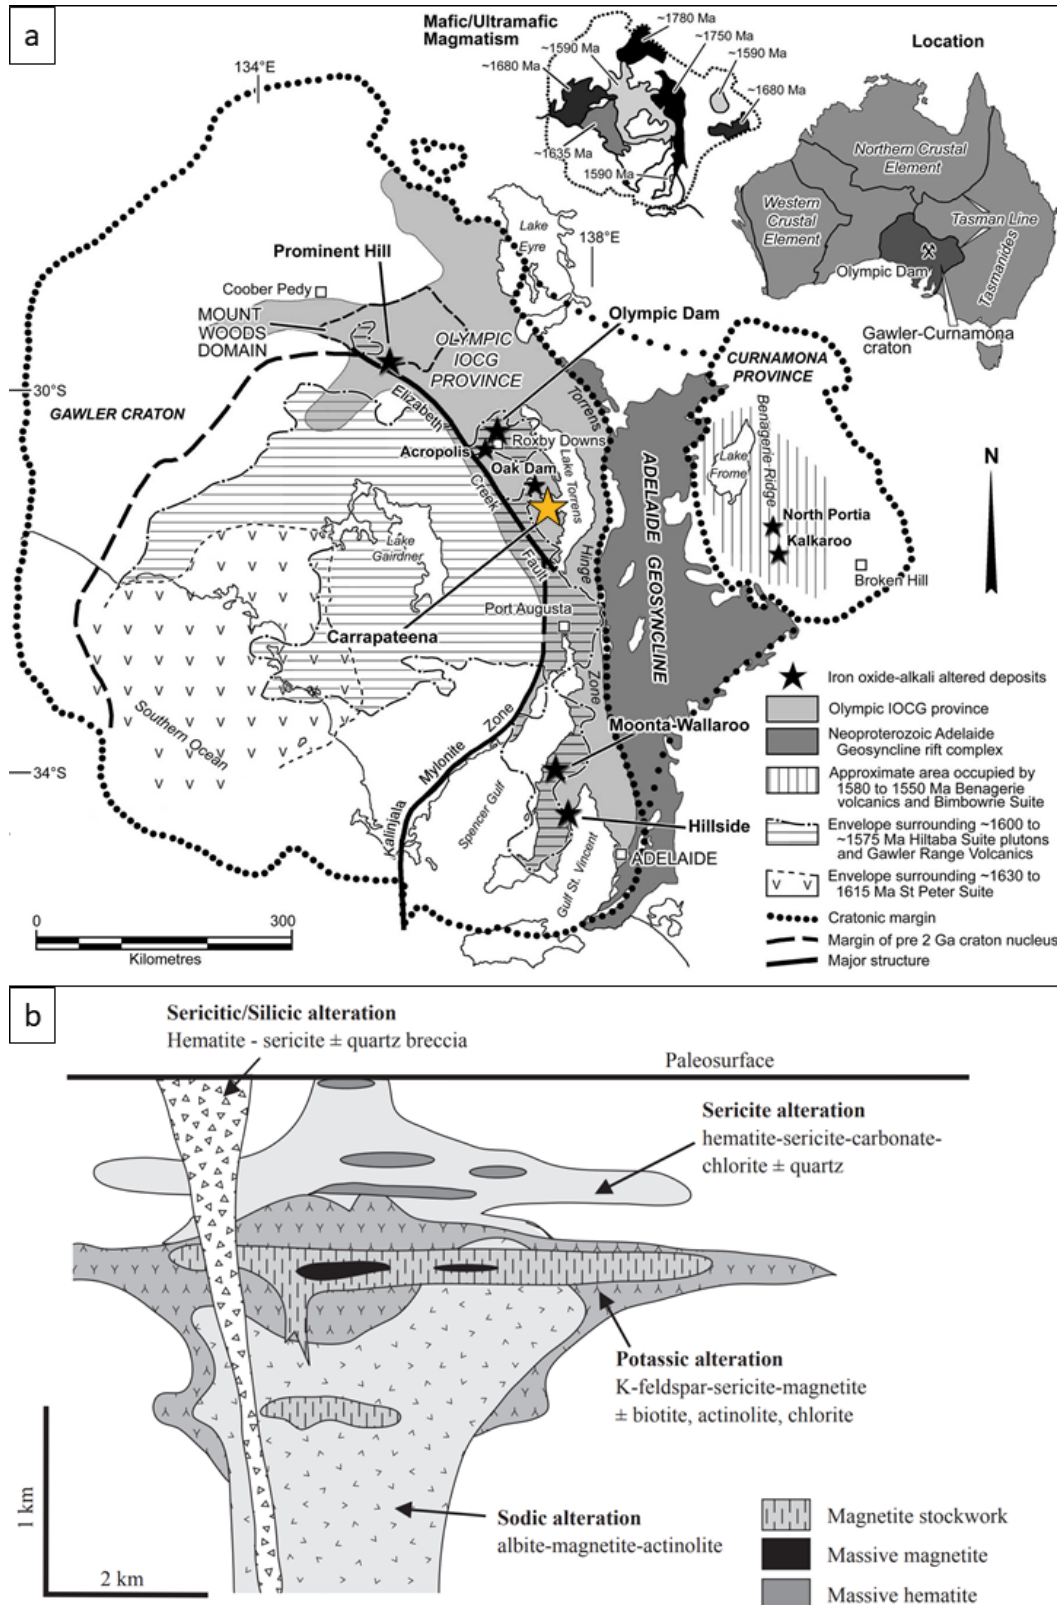 a
Mafic/Ultramafic
Magmatism
~1780 Ma
~1750 Ma
~1590 Ma
~1590 Ma
~1680 Ma
~1680 Ma
~1635 Ma
1590 Ma
Location
Northern Crustal
Element
Western
Crustal
Element
Tasman Line
Tasmanides
Olympic Dam
Gawler-Curnamona
craton
134°E
138°E
Lake
Eyre
Prominent Hill
Coober Pedy
MOUNT
WOODS
DOMAIN
OLYMPIC
IOCG
PROVINCE
Olympic Dam
CURNAMONA
PROVINCE
30°S
GAWLER CRATON
Elizabeth
Creek
Fault
Torrens
Hinge
Zone
Acropolis
Roxby Downs
Oak Dam
Lake Torrens
ADELAIDE GEOSYNCLINE
Benagerie Ridge
Lake
Frome
North Portia
Kalkaroo
Broken Hill
N
Lake
Gairdner
Port Augusta
Carrapateena
Southern Ocean
Moonta-Wallaroo
34°S
Kalinjala Mylonite Zone
Spencer Gulf
Hillside
ADELAIDE
Gulf St. Vincent
0 300
Kilometres
Iron oxide-alkali altered deposits
Olympic IOCG province
Neoproterozoic Adelaide
Geosyncline rift complex
Approximate area occupied by
1580 to 1550 Ma Benagerie
volcanics and Bimbowrie Suite
Envelope surrounding ~1600 to
~1575 Ma Hiltaba Suite plutons
and Gawler Range Volcanics
Envelope surrounding ~1630 to
1615 Ma St Peter Suite
Cratonic margin
Margin of pre 2 Ga craton nucleus
Major structure
b
Sericitic/Silicic alteration
Hematite - sericite ± quartz breccia
Paleosurface
Sericite alteration
hematite-sericite-carbonate-
chlorite ± quartz
Potassic alteration
K-feldspar-sericite-magnetite
± biotite, actinolite, chlorite
Sodic alteration
albite-magnetite-actinolite
1 km
2 km
Magnetite stockwork
Massive magnetite
Massive hematite